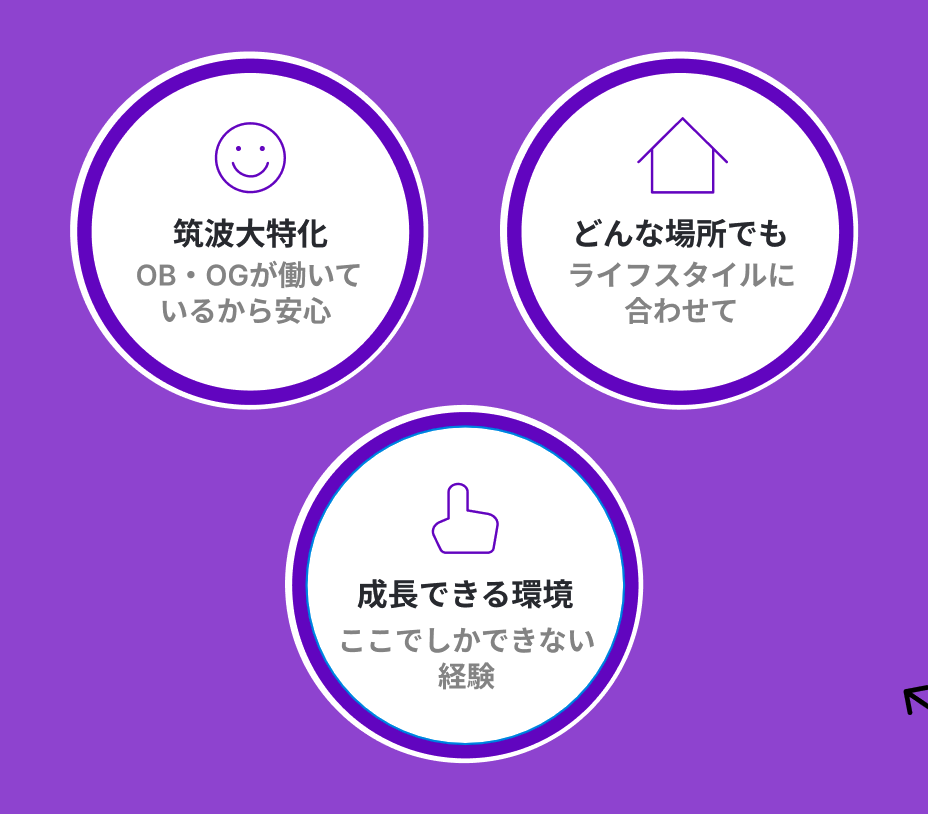 筑波大特化
OB・OGが働いて
いるから安心
どんな場所でも
ライフスタイルに
合わせて
成長できる環境
ここでしかできない
経験